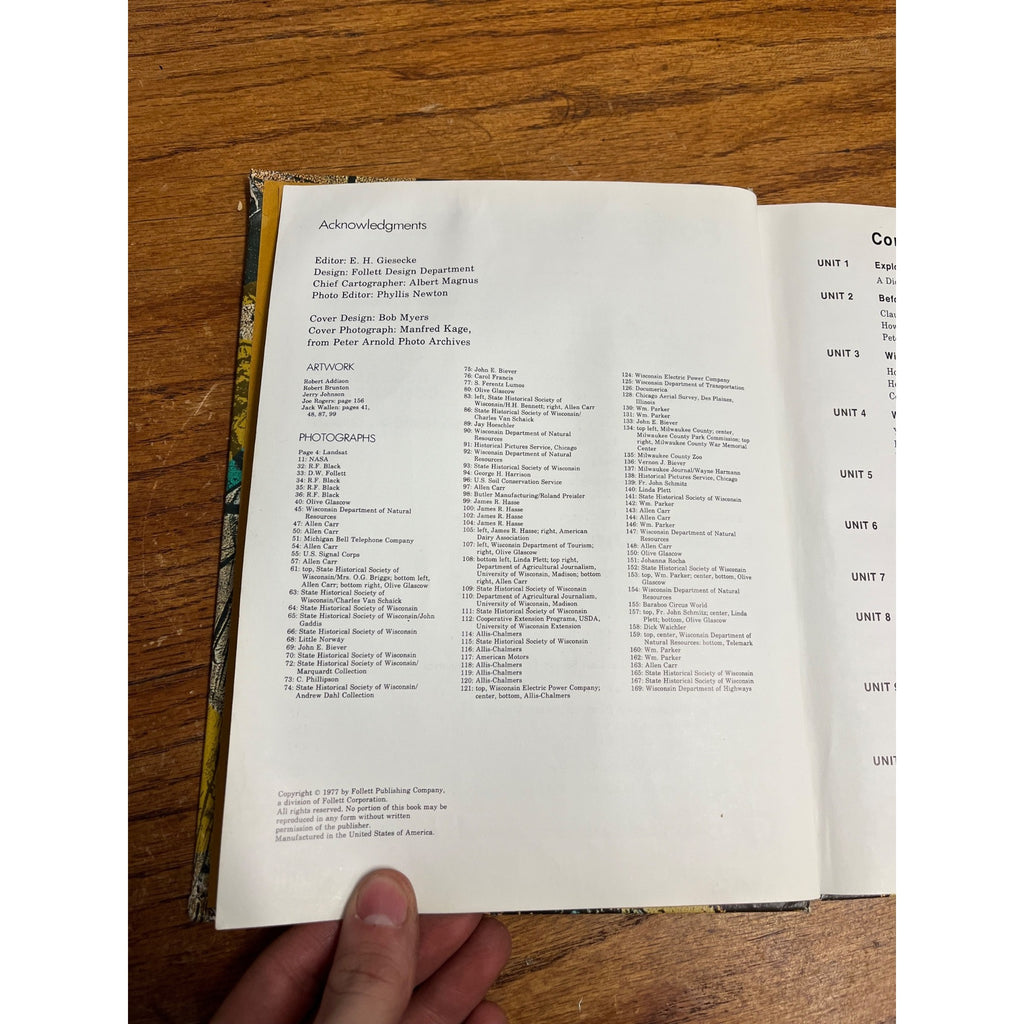 Acknowledgments
Editor: E. H. Giesecke
Design: Follett Design Department
Chief Cartographer: Albert Magnus
Photo Editor: Phyllis Newton
Cover Design: Bob Myers
Cover Photograph: Manfred Kage,
from Peter Arnold Photo Archives
ARTWORK
Robert Addison
Robert Brunton
Jerry Johnson
Joe Rogers: page 156
Jack Wallen: pages 41,
48, 87, 99
PHOTOGRAPHS
Page 4: Landsat
11: NASA
32: R.F. Black
33: D.W. Follett
34: R.F. Black
35: R.F. Black
36: R.F. Black
40: Olive Glasgow
45: Wisconsin Department of Natural
Resources
47: Allen Carr
50: Allen Carr
51: Michigan Bell Telephone Company
54: Allen Carr
55: U.S. Signal Corps
57: Allen Carr
61: top, State Historical Society of
Wisconsin/Mrs. O.G. Briggs; bottom left,
Allen Carr; bottom right, Olive Glasgow
63: State Historical Society of
Wisconsin/Charles Van Schaick
64: State Historical Society of Wisconsin
65: State Historical Society of Wisconsin/John
Gaddis
66: State Historical Society of Wisconsin
68: Little Norway
69: John E. Biever
70: State Historical Society of Wisconsin
72: State Historical Society of Wisconsin/
Marquardt Collection
73: C. Phillipson
74: State Historical Society of Wisconsin/
Andrew Dahl Collection
75: John E. Biever
76: Carol Francis
77: S. Ferentz Lumos
80: Olive Glasgow
83: left, State Historical Society of
Wisconsin/H.H. Bennett; right, Allen Carr
86: State Historical Society of Wisconsin/
Charles Van Schaick
89: Jay Hoeschler
90: Wisconsin Department of Natural
Resources
91: Historical Pictures Service, Chicago
92: Wisconsin Department of Natural
Resources
93: State Historical Society of Wisconsin
94: George H. Harrison
96: U.S. Soil Conservation Service
97: Allen Carr
98: Butler Manufacturing/Roland Preisler
99: James R. Hasse
100: James R. Hasse
102: James R. Hasse
104: James R. Hasse
105: left, James R. Hasse; right, American
Dairy Association
107: left, Wisconsin Department of Tourism;
right, Olive Glasgow
108: bottom left, Linda Plett; top right,
Department of Agricultural Journalism,
University of Wisconsin, Madison; bottom
right, Allen Carr
109: State Historical Society of Wisconsin
110: Department of Agricultural Journalism,
University of Wisconsin, Madison
111: State Historical Society of Wisconsin
112: Cooperative Extension Programs, USDA,
University of Wisconsin Extension
114: Allis-Chalmers
115: State Historical Society of Wisconsin
116: Allis-Chalmers
117: American Motors
118: Allis-Chalmers
119: Allis-Chalmers
120: Allis-Chalmers
121: top, Wisconsin Electric Power Company;
center, bottom, Allis-Chalmers
124: Wisconsin Electric Power Company
125: Wisconsin Department of Transportation
126: Documerica
128: Chicago Aerial Survey, Des Plaines,
Illinois
130: Wm. Parker
131: Wm. Parker
133: John E. Biever
134: top left, Milwaukee County; center,
Milwaukee County Park Commission; top
right, Milwaukee County War Memorial
Center
135: Milwaukee County Zoo
136: Vernon J. Biever
137: Milwaukee Journal/Wayne Harmann
138: Historical Pictures Service, Chicago
139: Fr. John Schmitz
140: Linda Plett
141: State Historical Society of Wisconsin
142: Wm. Parker
143: Allen Carr
144: Allen Carr
146: Wm. Parker
147: Wisconsin Department of Natural
Resources
148: Allen Carr
150: Olive Glasgow
151: Johanna Rocha
152: State Historical Society of Wisconsin
153: top, Wm. Parker; center, bottom, Olive
Glasgow
154: Wisconsin Department of Natural
Resources
155: Baraboo Circus World
157: top, Fr. John Schmitz; center, Linda
Plett; bottom, Olive Glasgow
158: Dick Waichler
159: top, center, Wisconsin Department of
Natural Resources: bottom, Telemark
160: Wm. Parker
162: Wm. Parker
163: Allen Carr
165: State Historical Society of Wisconsin
167: State Historical Society of Wisconsin
169: Wisconsin Department of Highways
Copyright © 1977 by Follett Publishing Company,
a division of Follett Corporation.
All rights reserved. No portion of this book may be
reproduced in any form without written
permission of the publisher.
Manufactured in the United States of America.
UNIT 1
UNIT 2
UNIT 3
UNIT 4
UNIT 5
UNIT 6
UNIT 7
UNIT 8
UNIT